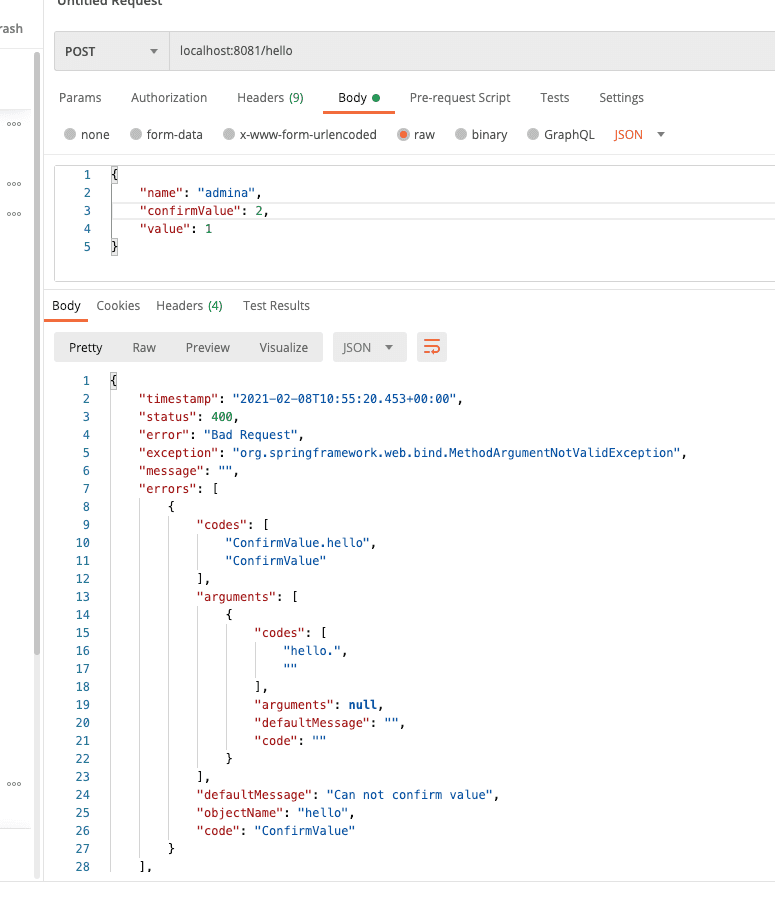 Untitled Request
rash
POST localhost:8081/hello
Params Authorization Headers (9) Body Pre-request Script Tests Settings
none form-data x-www-form-urlencoded raw binary GraphQL JSON
1 {
2 "name": "admina",
3 "confirmValue": 2,
4 "value": 1
5 }
Body Cookies Headers (4) Test Results
Pretty Raw Preview Visualize JSON
1 {
2 "timestamp": "2021-02-08T10:55:20.453+00:00",
3 "status": 400,
4 "error": "Bad Request",
5 "exception": "org.springframework.web.bind.MethodArgumentNotValidException",
6 "message": "",
7 "errors": [
8 {
9 "codes": [
10 "ConfirmValue.hello",
11 "ConfirmValue"
12 ],
13 "arguments": [
14 {
15 "codes": [
16 "hello.",
17 ""
18 ],
19 "arguments": null,
20 "defaultMessage": "",
21 "code": ""
22 }
23 ],
24 "defaultMessage": "Can not confirm value",
25 "objectName": "hello",
26 "code": "ConfirmValue"
27 }
28 ],